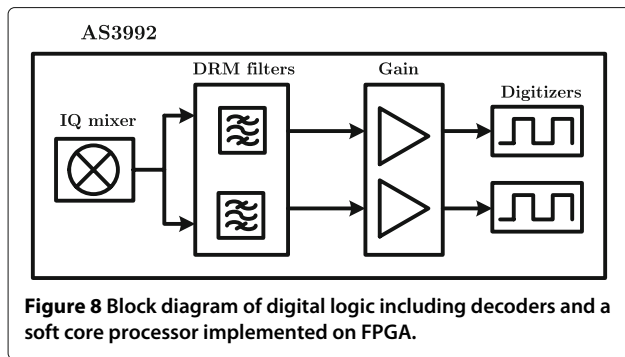 AS3992
DRM filters
Gain
Digitizers
IQ mixer
Figure 8 Block diagram of digital logic including decoders and a
soft core processor implemented on FPGA.